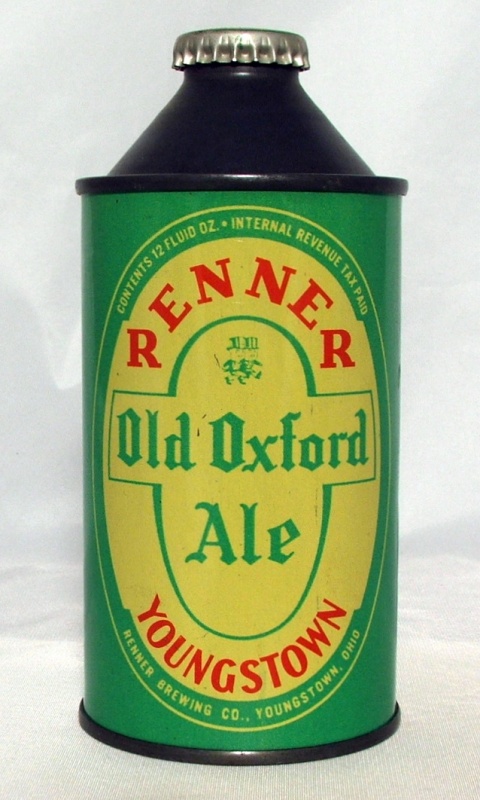 CONTENTS 12 FLUID OZ. • INTERNAL REVENUE TAX PAID
RENNER
Old Oxford
Ale
YOUNGSTOWN
RENNER BREWING CO., YOUNGSTOWN, OHIO